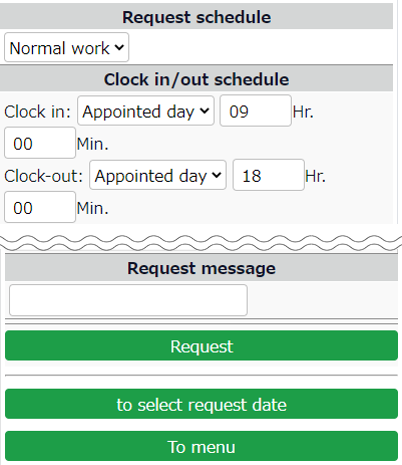 Request schedule
Normal work
Clock in/out schedule
Clock in: Appointed day 09 Hr.
00 Min.
Clock-out: Appointed day 18 Hr.
00 Min.
Request message
Request
to select request date
To menu